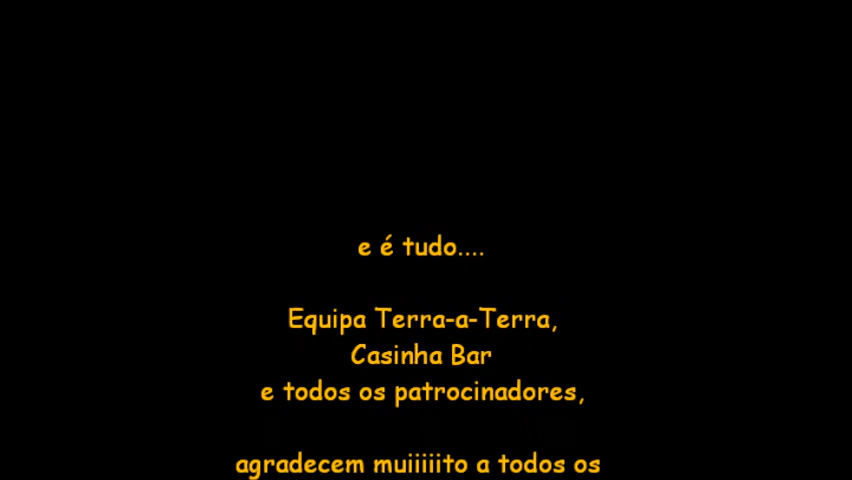 e é tudo....
Equipa Terra-a-Terra,
Casinha Bar
e todos os patrocinadores,
agradecem muiiiiito a todos os